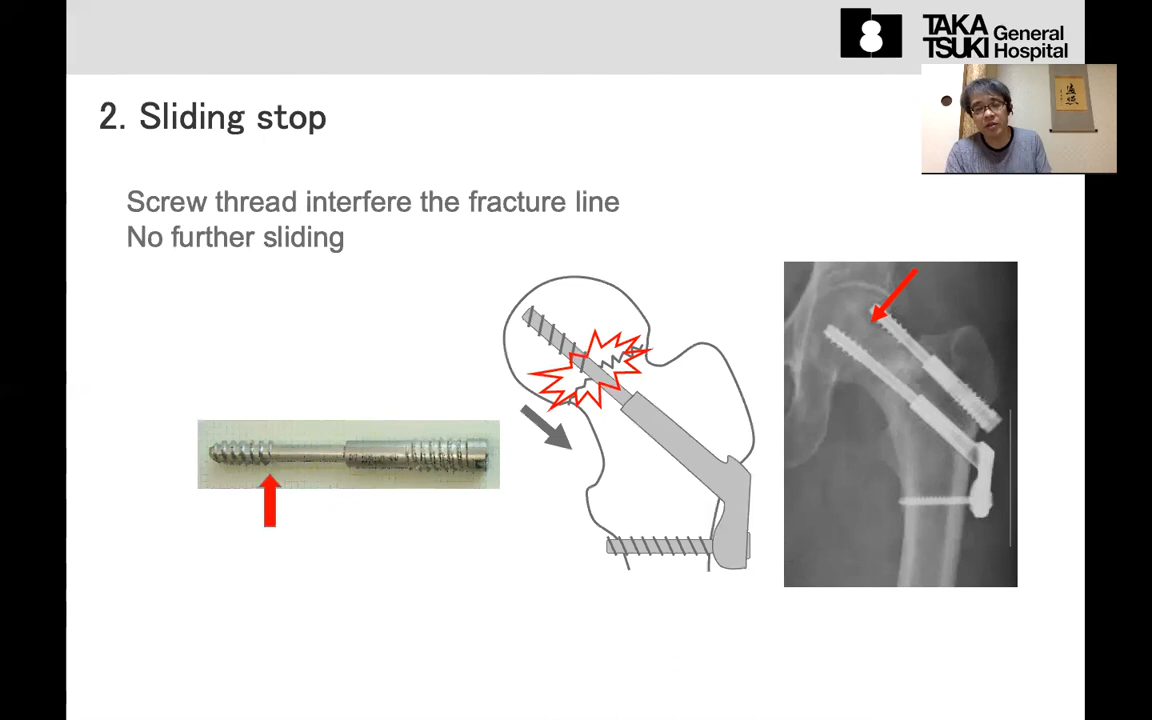 TAKA
TSUKI
General
Hospital
2. Sliding stop
Screw thread interfere the fracture line
No further sliding